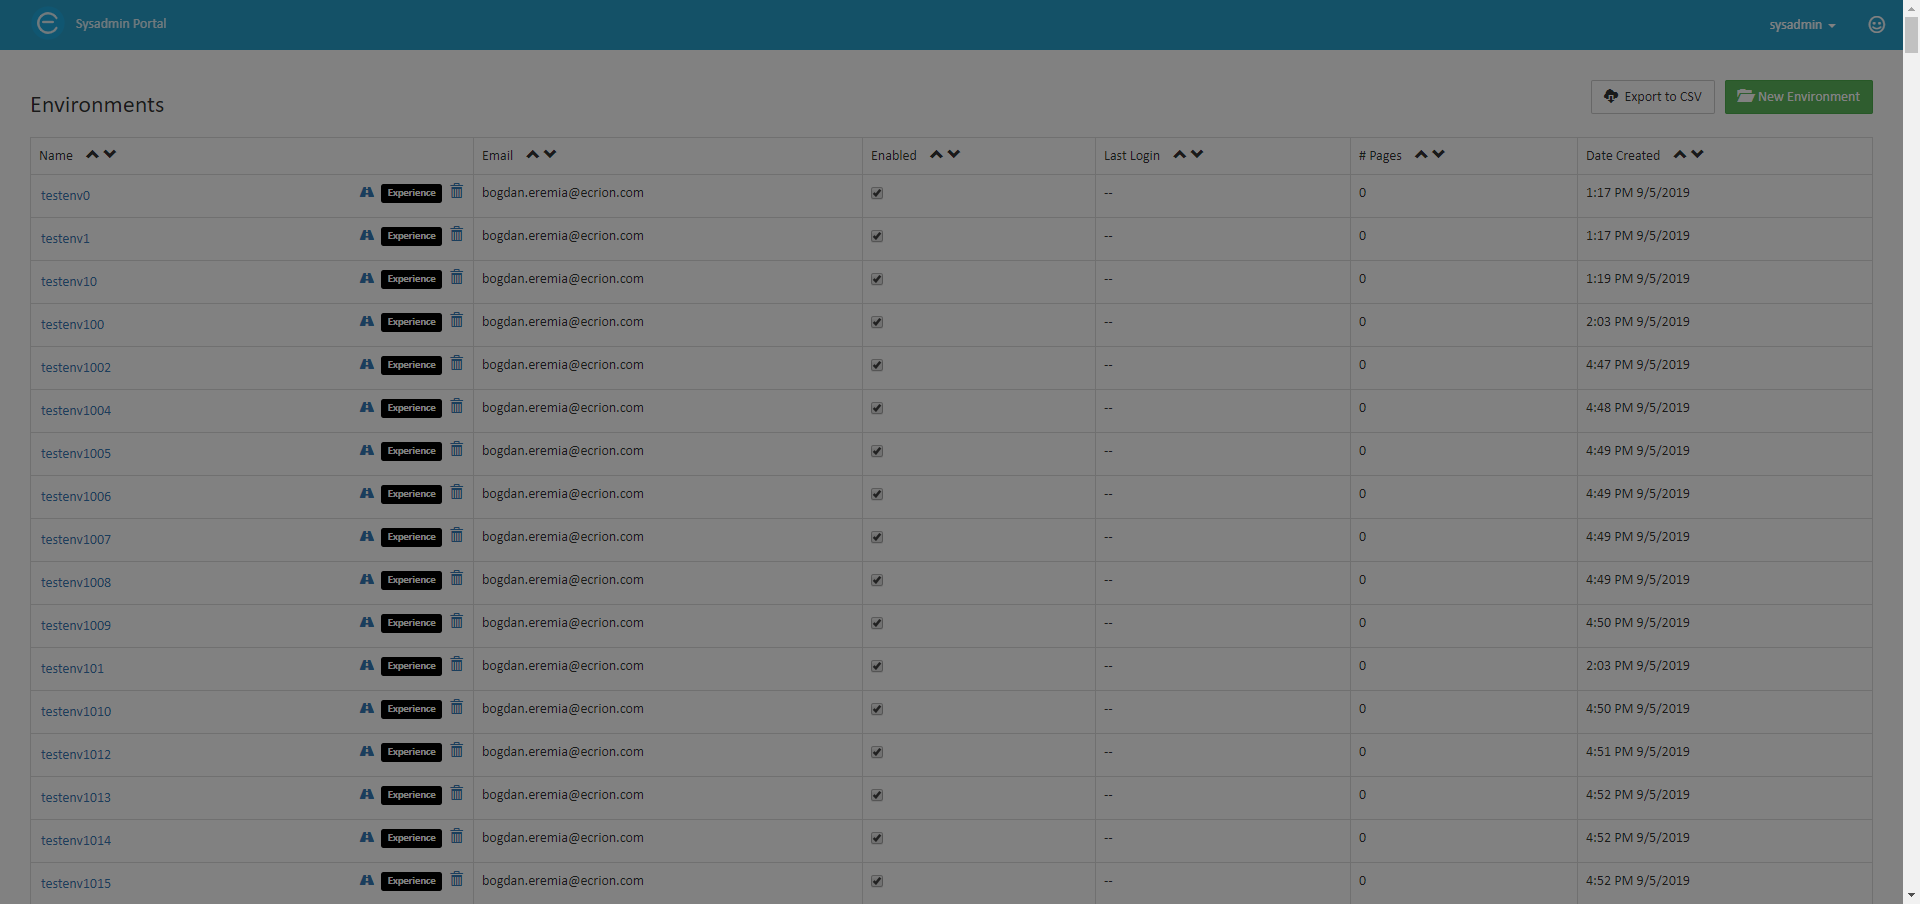 Sysadmin Portal sysadmin
Environments Export to CSV New Environment
Name Email Enabled Last Login # Pages Date Created
testenv0 Experience bogdan.eremia@ecrion.com -- 0 1:17 PM 9/5/2019
testenv1 Experience bogdan.eremia@ecrion.com -- 0 1:17 PM 9/5/2019
testenv10 Experience bogdan.eremia@ecrion.com -- 0 1:19 PM 9/5/2019
testenv100 Experience bogdan.eremia@ecrion.com -- 0 2:03 PM 9/5/2019
testenv1002 Experience bogdan.eremia@ecrion.com -- 0 4:47 PM 9/5/2019
testenv1004 Experience bogdan.eremia@ecrion.com -- 0 4:48 PM 9/5/2019
testenv1005 Experience bogdan.eremia@ecrion.com -- 0 4:49 PM 9/5/2019
testenv1006 Experience bogdan.eremia@ecrion.com -- 0 4:49 PM 9/5/2019
testenv1007 Experience bogdan.eremia@ecrion.com -- 0 4:49 PM 9/5/2019
testenv1008 Experience bogdan.eremia@ecrion.com -- 0 4:49 PM 9/5/2019
testenv1009 Experience bogdan.eremia@ecrion.com -- 0 4:50 PM 9/5/2019
testenv101 Experience bogdan.eremia@ecrion.com -- 0 2:03 PM 9/5/2019
testenv1010 Experience bogdan.eremia@ecrion.com -- 0 4:50 PM 9/5/2019
testenv1012 Experience bogdan.eremia@ecrion.com -- 0 4:51 PM 9/5/2019
testenv1013 Experience bogdan.eremia@ecrion.com -- 0 4:52 PM 9/5/2019
testenv1014 Experience bogdan.eremia@ecrion.com -- 0 4:52 PM 9/5/2019
testenv1015 Experience bogdan.eremia@ecrion.com -- 0 4:52 PM 9/5/2019